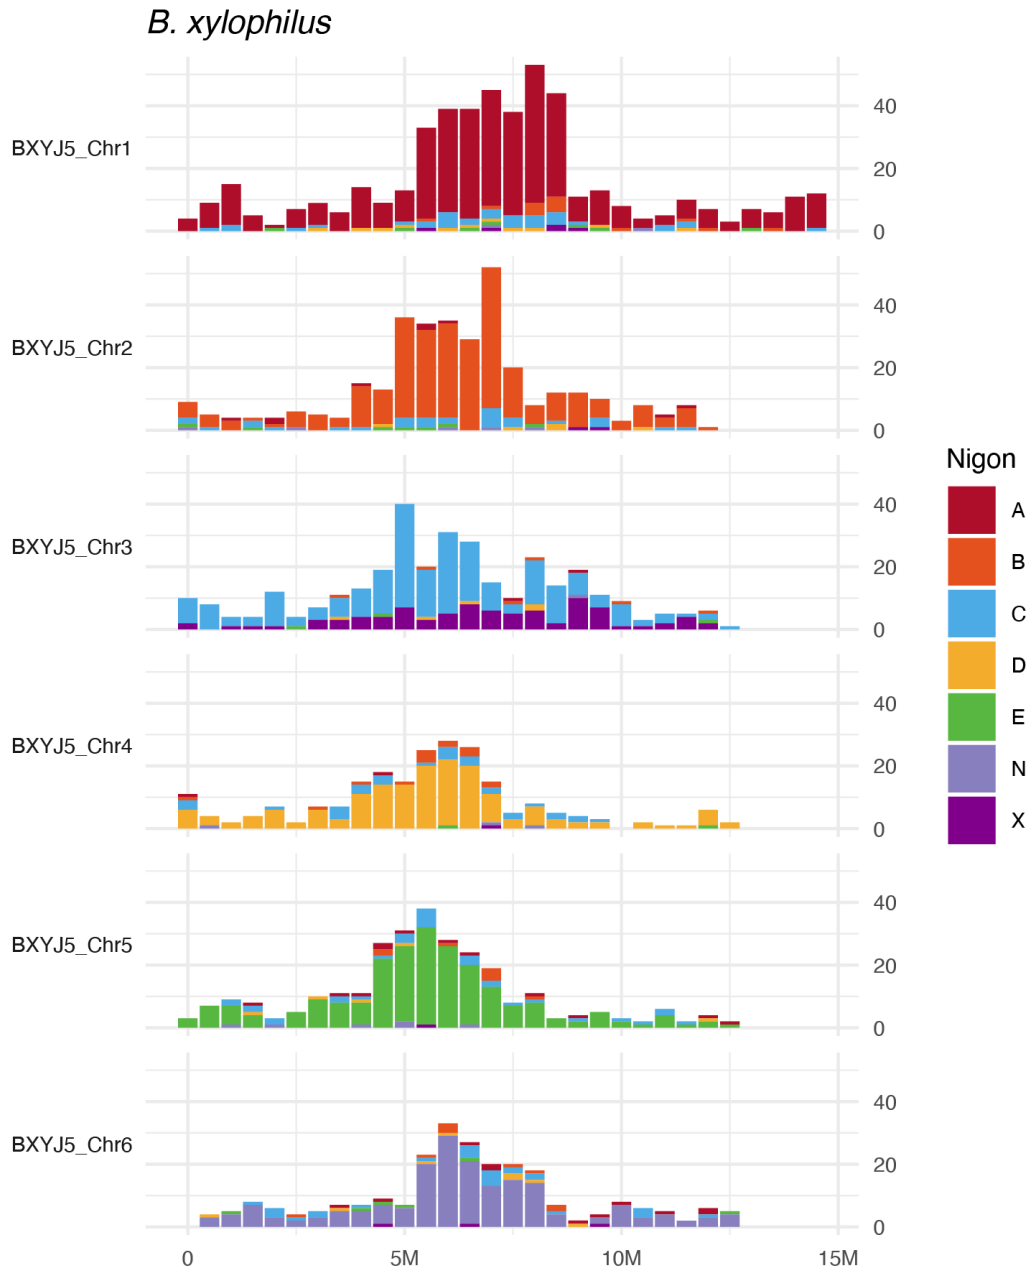 B. xylophilus
BXYJ5_Chr1
40
20
0
BXYJ5_Chr2
40
20
0
BXYJ5_Chr3
40
20
0
BXYJ5_Chr4
40
20
0
BXYJ5_Chr5
40
20
0
BXYJ5_Chr6
40
20
0
0 5M 10M 15M
Nigon
A
B
C
D
E
N
X